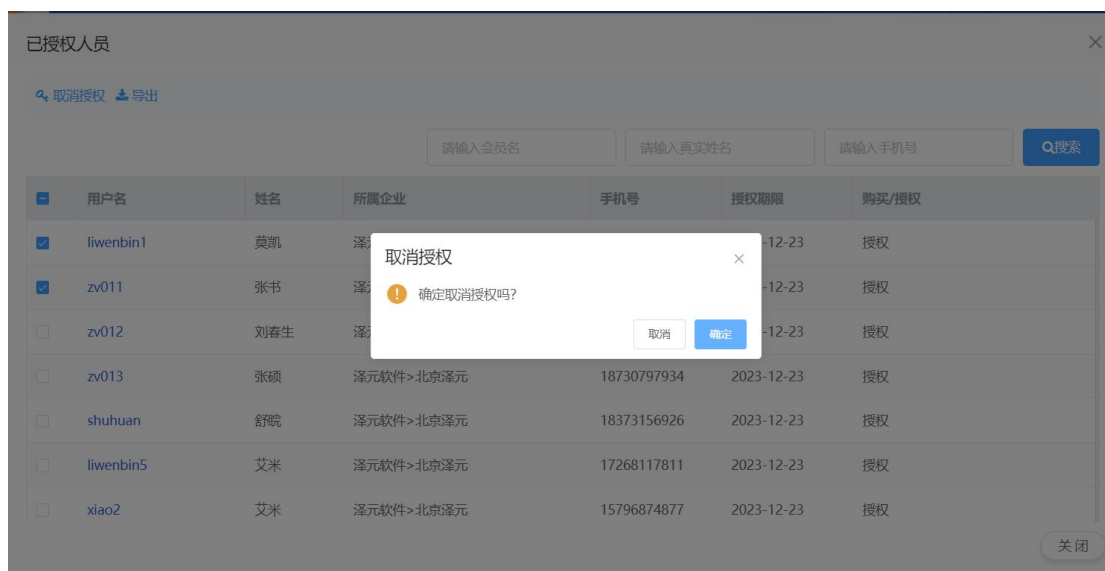 已授权人员
取消授权 导出
请输入会员名 请输入真实姓名 请输入手机号 搜索
用户名 姓名 所属企业 手机号 授权期限 购买/授权
liwenbin1 莫凯 泽 -12-23 授权
取消授权
zv011 张书 泽 -12-23 授权
确定取消授权吗?
zv012 刘春生 泽 -12-23 授权
取消 确定
zv013 张硕 泽元软件>北京泽元 18730797934 2023-12-23 授权
shuhuan 舒皖 泽元软件>北京泽元 18373156926 2023-12-23 授权
liwenbin5 艾米 泽元软件>北京泽元 17268117811 2023-12-23 授权
xiao2 艾米 泽元软件>北京泽元 15796874877 2023-12-23 授权
关闭